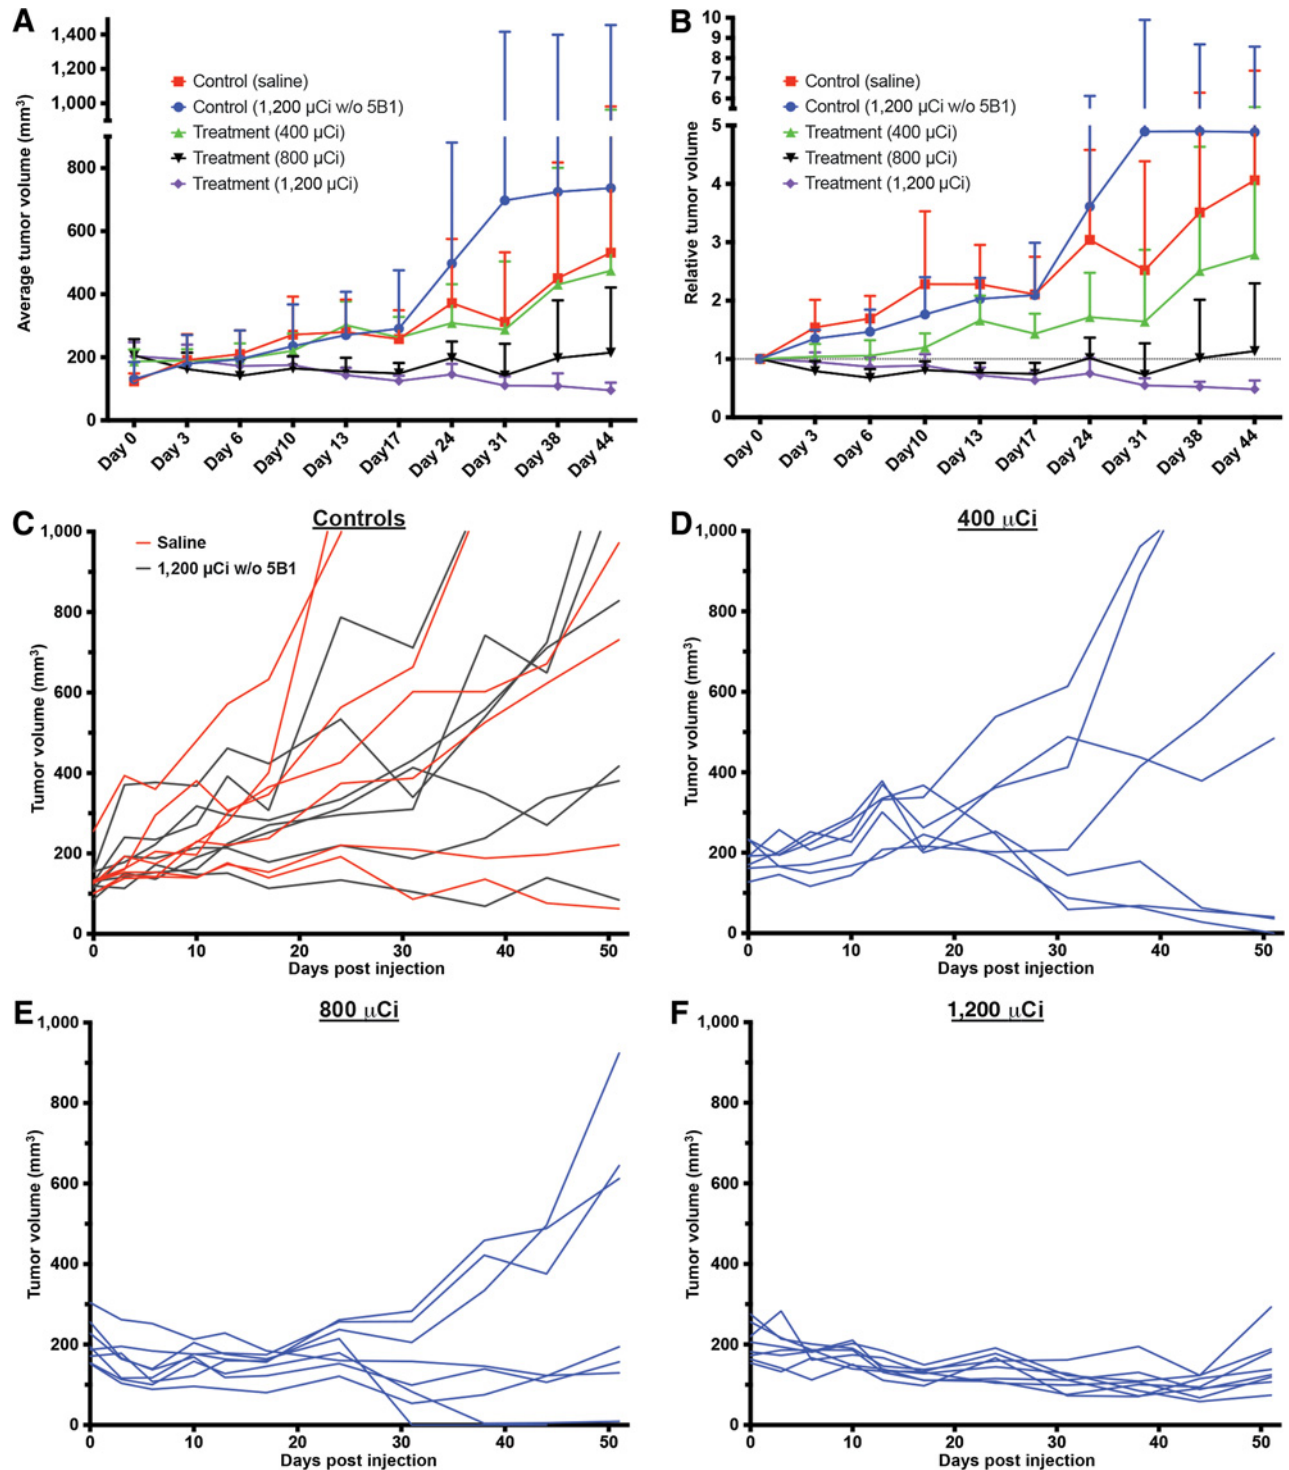 A
Average tumor volume (mm³)
1,400
1,200
1,000
800
600
400
200
0
Control (saline)
Control (1,200 µCi w/o 5B1)
Treatment (400 µCi)
Treatment (800 µCi)
Treatment (1,200 µCi)
Day 0
Day 3
Day 6
Day10
Day 13
Day17
Day 24
Day 31
Day 38
Day 44
B
Relative tumor volume
10
9
8
7
6
5
4
3
2
1
0
Control (saline)
Control (1,200 µCi w/o 5B1)
Treatment (400 µCi)
Treatment (800 µCi)
Treatment (1,200 µCi)
Day 0
Day 3
Day 6
Day10
Day 13
Day17
Day 24
Day 31
Day 38
Day 44
C
Controls
Tumor volume (mm³)
1,000
800
600
400
200
0
Saline
1,200 µCi w/o 5B1
0 10 20 30 40 50
Days post injection
D
400 µCi
Tumor volume (mm³)
1,000
800
600
400
200
0
0 10 20 30 40 50
Days post injection
E
800 µCi
Tumor volume (mm³)
1,000
800
600
400
200
0
0 10 20 30 40 50
Days post injection
F
1,200 µCi
Tumor volume (mm³)
1,000
800
600
400
200
0
0 10 20 30 40 50
Days post injection